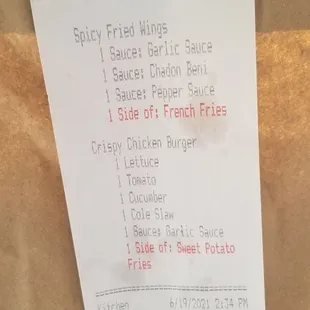 Spicy Fried Wings
1 Sauce: Garlic Sauce
1 Sauce: Chadon Beni
1 Sauce: Pepper Sauce
1 Side of: French Fries
Crispy Chicken Burger
1 Lettuce
1 Tomato
1 Cucumber
1 Cole Slaw
1 Sauce: Garlic Sauce
1 Side of: Sweet Potato
Fries
Kitchen 6/19/2021 2:34 PM